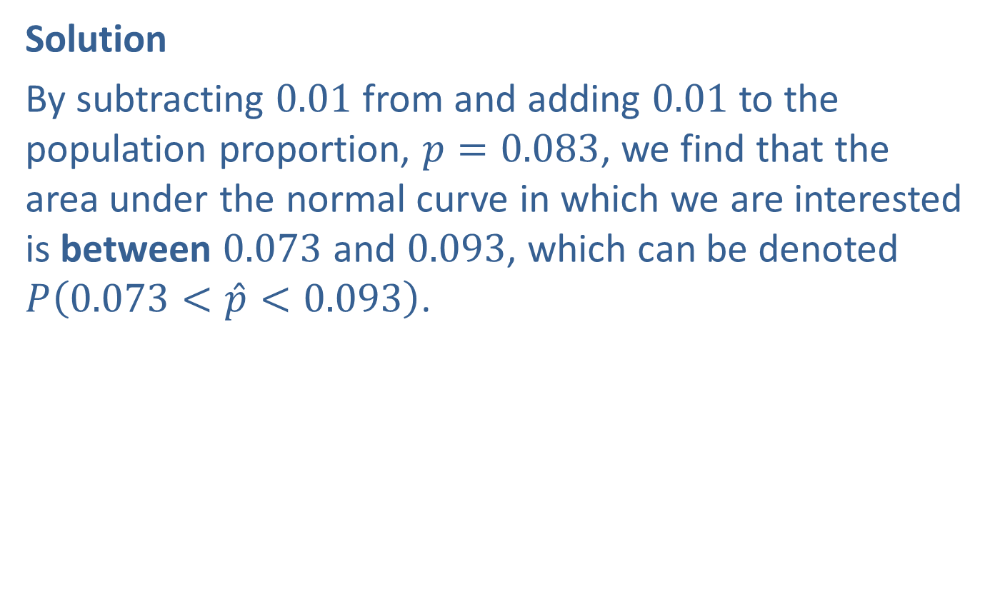 Solution
By subtracting 0.01 from and adding 0.01 to the
population proportion, p = 0.083, we find that the
area under the normal curve in which we are interested
is between 0.073 and 0.093, which can be denoted
P(0.073 < p̂ < 0.093).